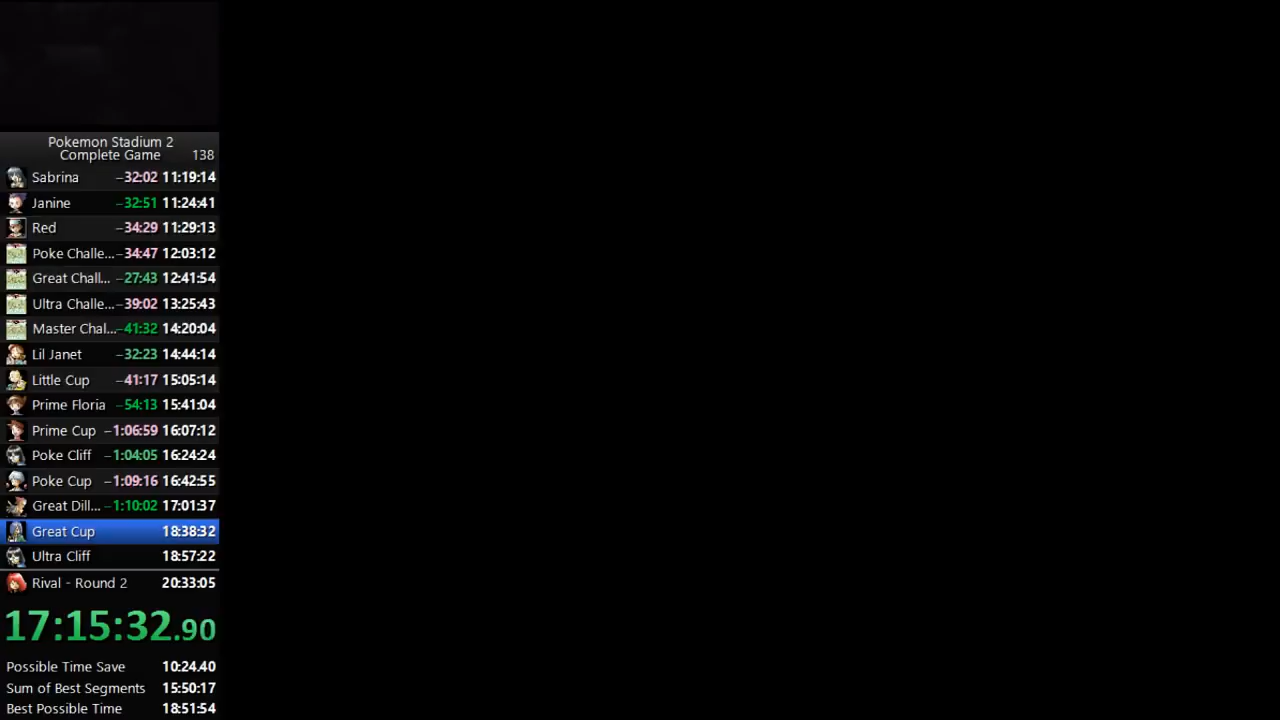 Pokemon Stadium 2
Complete Game 138
Sabrina −32:02 11:19:14
Janine −32:51 11:24:41
Red −34:29 11:29:13
Poke Challe... −34:47 12:03:12
Great Chall... −27:43 12:41:54
Ultra Challe... −39:02 13:25:43
Master Chal... −41:32 14:20:04
Lil Janet −32:23 14:44:14
Little Cup −41:17 15:05:14
Prime Floria −54:13 15:41:04
Prime Cup −1:06:59 16:07:12
Poke Cliff −1:04:05 16:24:24
Poke Cup −1:09:16 16:42:55
Great Dill... −1:10:02 17:01:37
Great Cup 18:38:32
Ultra Cliff 18:57:22
Rival - Round 2 20:33:05
17:15:32.90
Possible Time Save 10:24.40
Sum of Best Segments 15:50:17
Best Possible Time 18:51:54